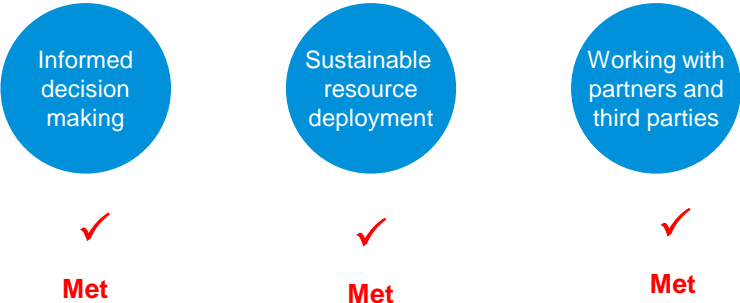 Informed
decision
making
Sustainable
resource
deployment
Working with
partners and
third parties
Met
Met
Met